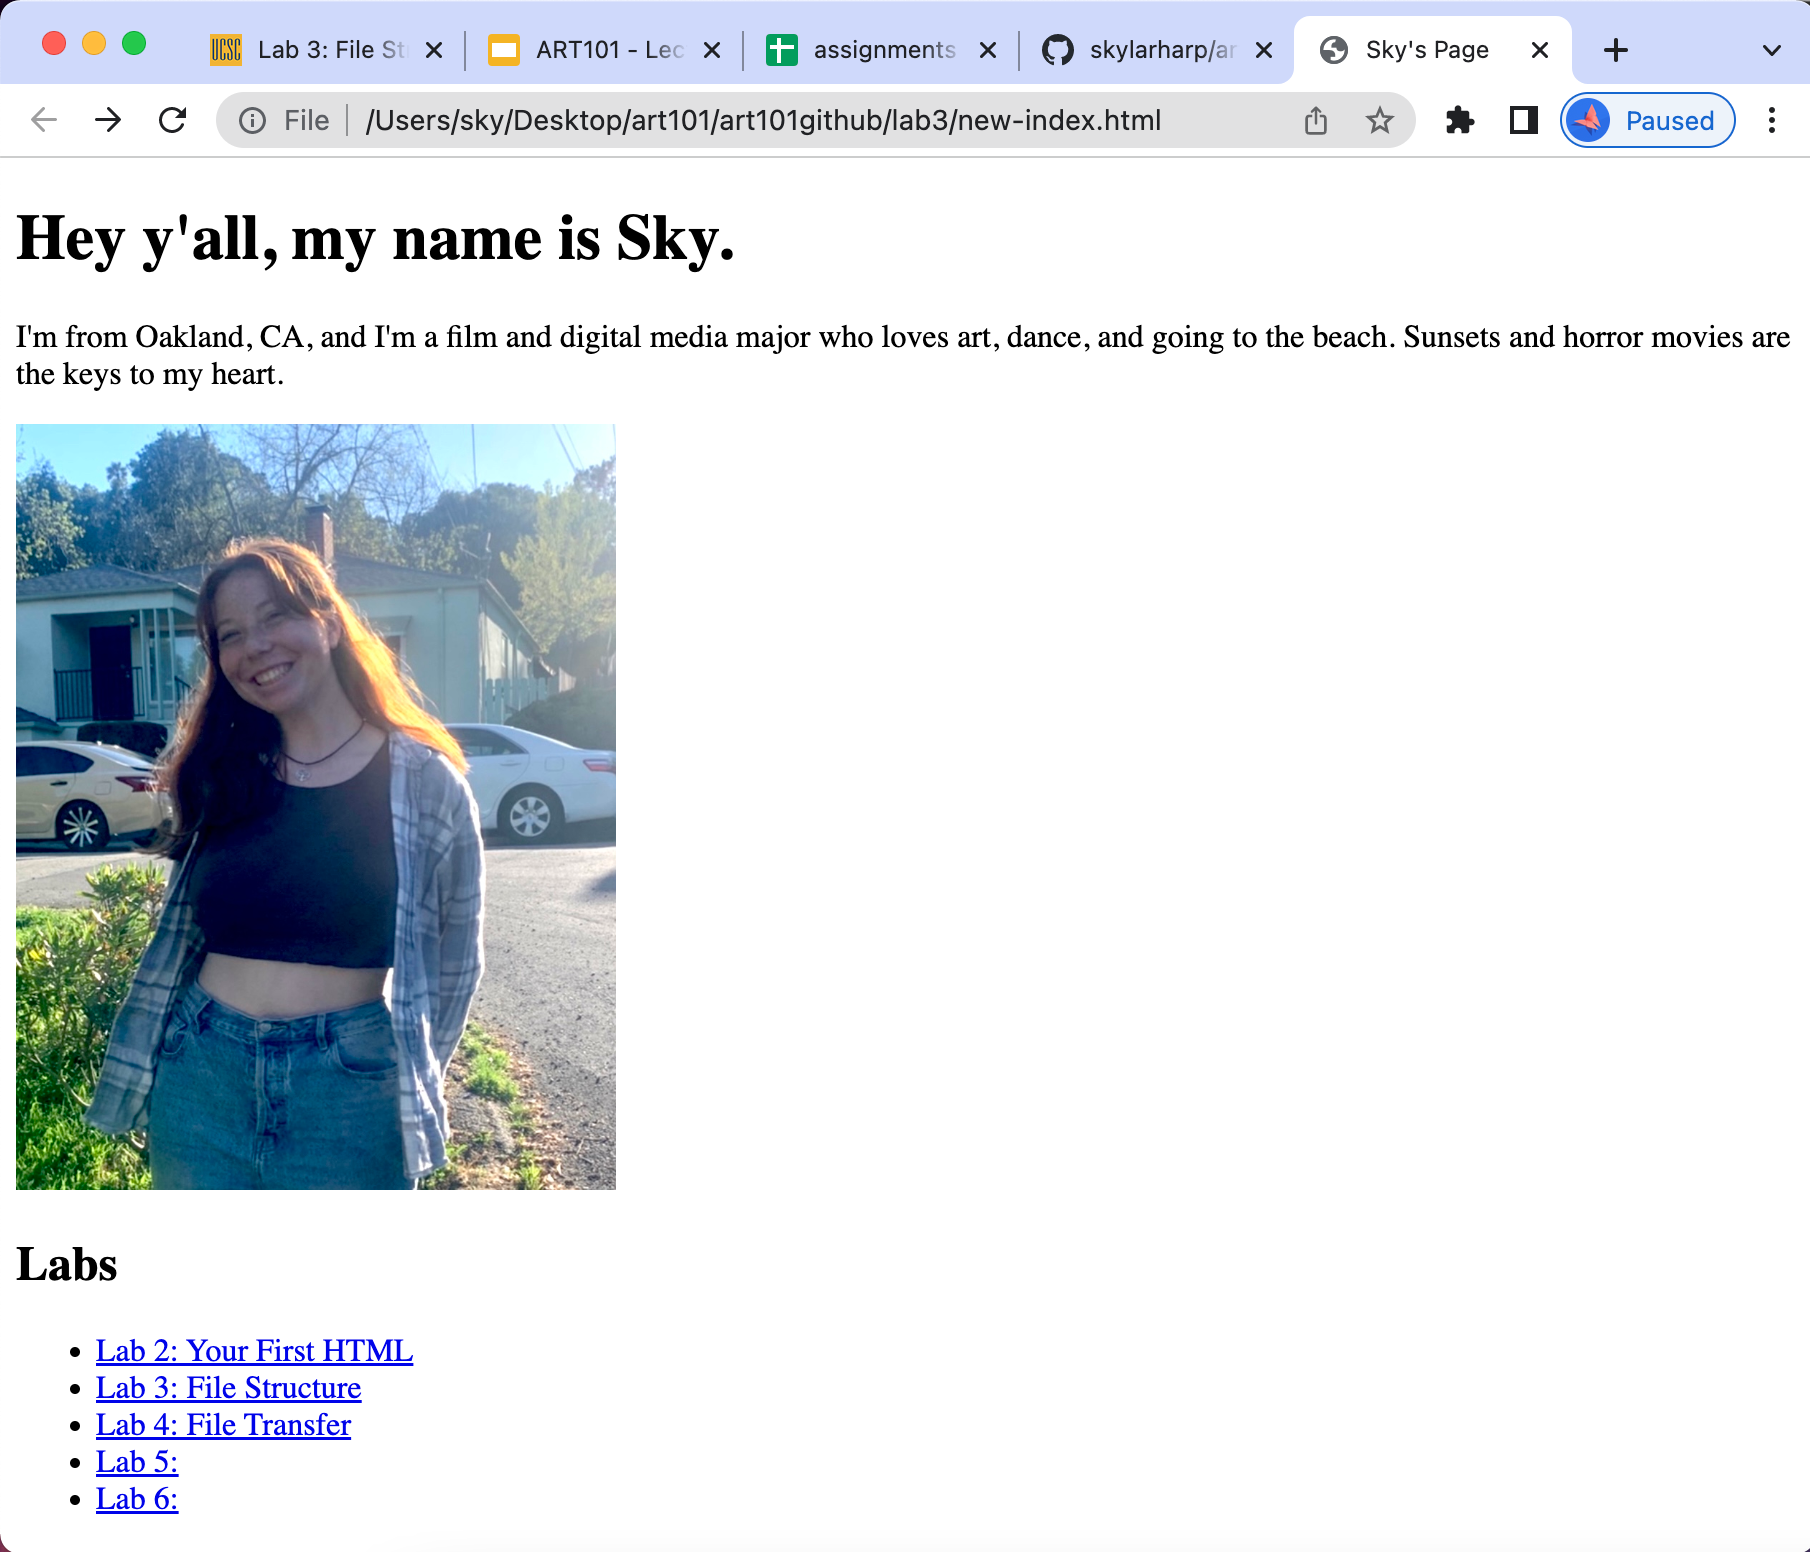 UCSC Lab 3: File St
ART101 - Lec
assignments
skylarharp/ar
Sky's Page
File /Users/sky/Desktop/art101/art101github/lab3/new-index.html
Paused
Hey y'all, my name is Sky.
I'm from Oakland, CA, and I'm a film and digital media major who loves art, dance, and going to the beach. Sunsets and horror movies are
the keys to my heart.
Labs
• Lab 2: Your First HTML
• Lab 3: File Structure
• Lab 4: File Transfer
• Lab 5:
• Lab 6: